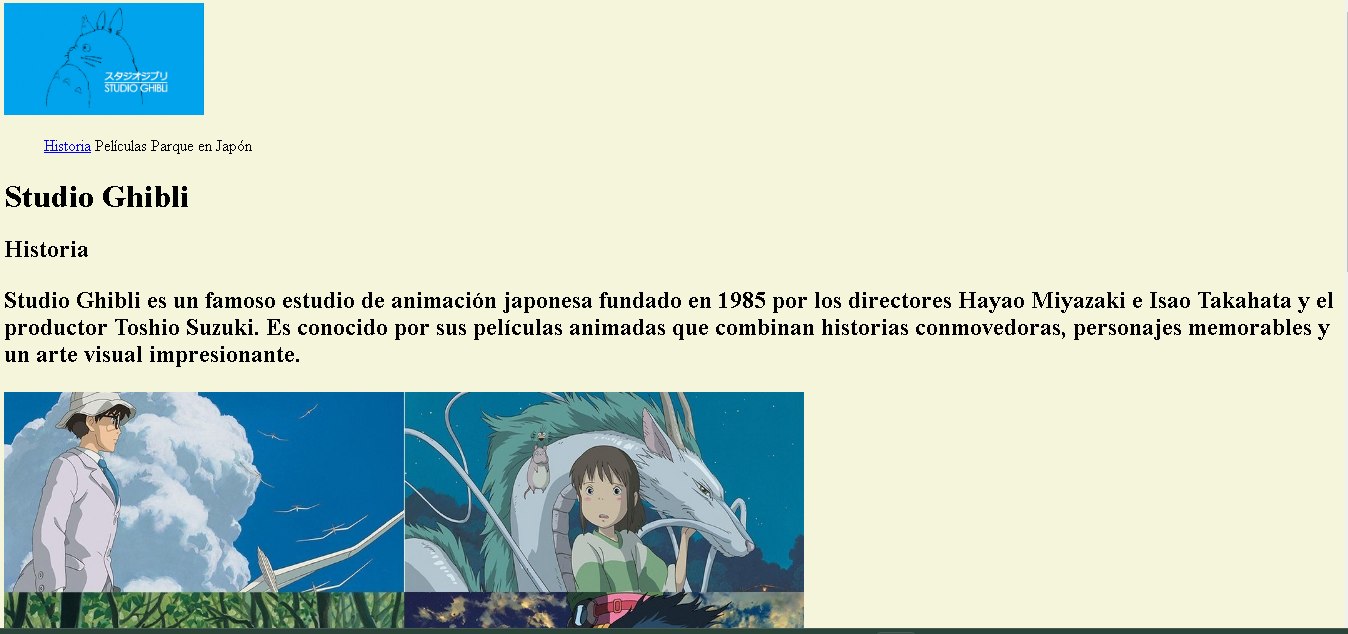 スタジオジブリ
STUDIO GHIBLI
Historia Películas Parque en Japón
Studio Ghibli
Historia
Studio Ghibli es un famoso estudio de animación japonesa fundado en 1985 por los directores Hayao Miyazaki e Isao Takahata y el
productor Toshio Suzuki. Es conocido por sus películas animadas que combinan historias conmovedoras, personajes memorables y
un arte visual impresionante.